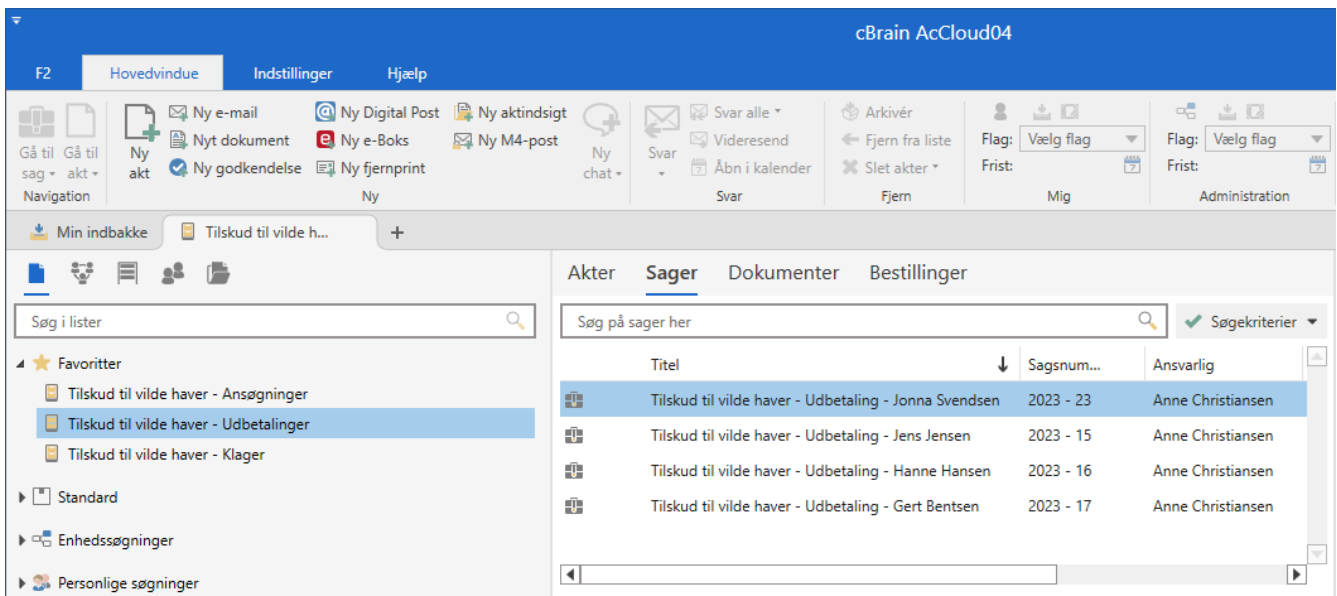 cBrain AcCloud04
F2 Hovedvindue Indstillinger Hjælp
Gå til sag Gå til akt
Navigation
Ny akt
Ny e-mail Ny Digital Post Ny aktindsigt
Nyt dokument Ny e-Boks Ny M4-post
Ny godkendelse Ny fjernprint
Ny chat
Ny
Svar
Svar alle
Videresend
Åbn i kalender
Svar
Arkivér
Fjern fra liste
Slet akter
Fjern
Flag: Vælg flag
Frist:
Mig
Flag: Vælg flag
Frist:
Administration
Min indbakke Tilskud til vilde h... +
Søg i lister
Favoritter
Tilskud til vilde haver - Ansøgninger
Tilskud til vilde haver - Udbetalinger
Tilskud til vilde haver - Klager
Standard
Enhedssøgninger
Personlige søgninger
Akter Sager Dokumenter Bestillinger
Søg på sager her Søgekriterier
Titel Sagsnum... Ansvarlig
Tilskud til vilde haver - Udbetaling - Jonna Svendsen 2023 - 23 Anne Christiansen
Tilskud til vilde haver - Udbetaling - Jens Jensen 2023 - 15 Anne Christiansen
Tilskud til vilde haver - Udbetaling - Hanne Hansen 2023 - 16 Anne Christiansen
Tilskud til vilde haver - Udbetaling - Gert Bentsen 2023 - 17 Anne Christiansen